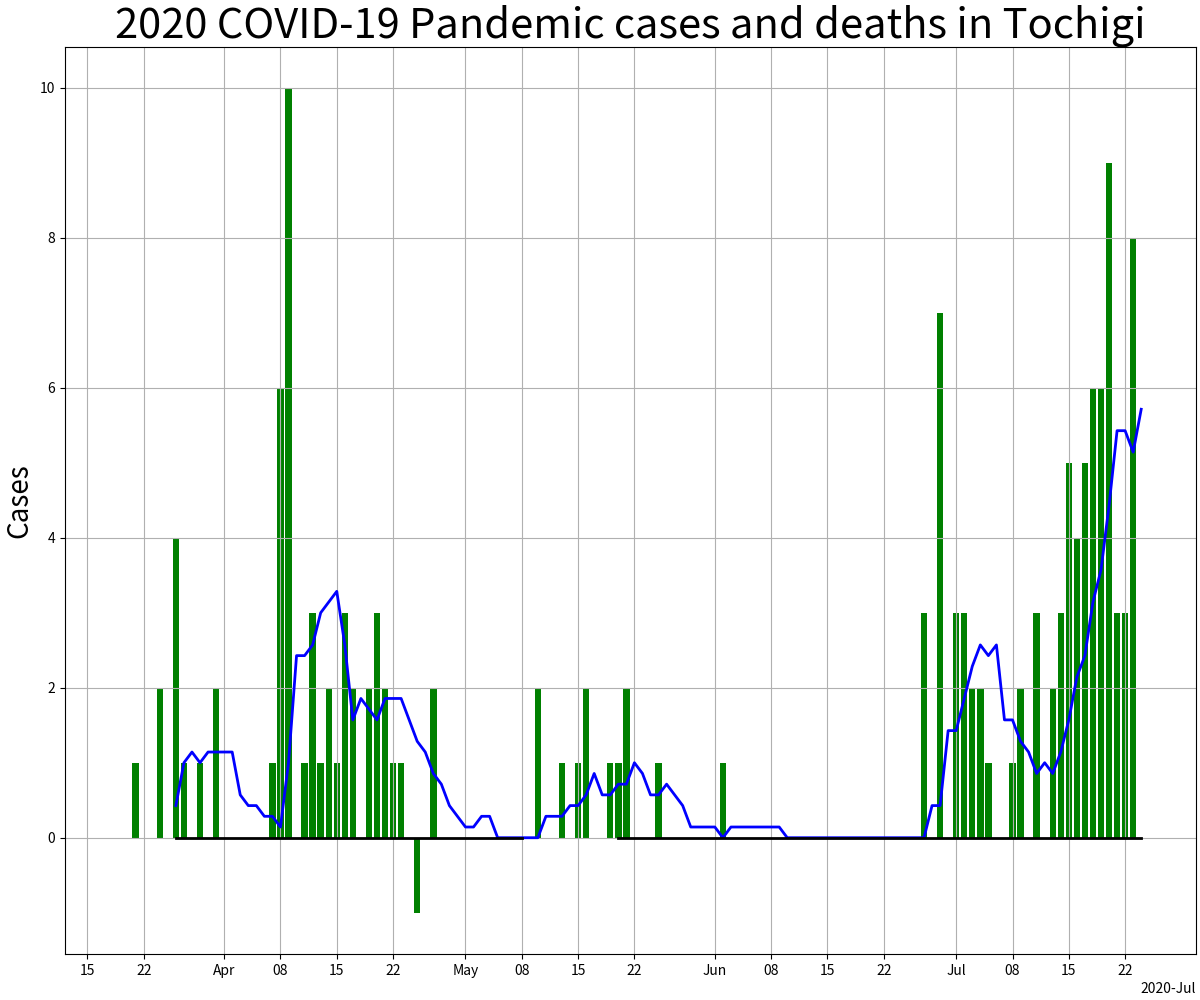 2020 COVID-19 Pandemic cases and deaths in Tochigi
Cases
10
8
6
4
2
0
15 22 Apr 08 15 22 May 08 15 22 Jun 08 15 22 Jul 08 15 22
2020-Jul